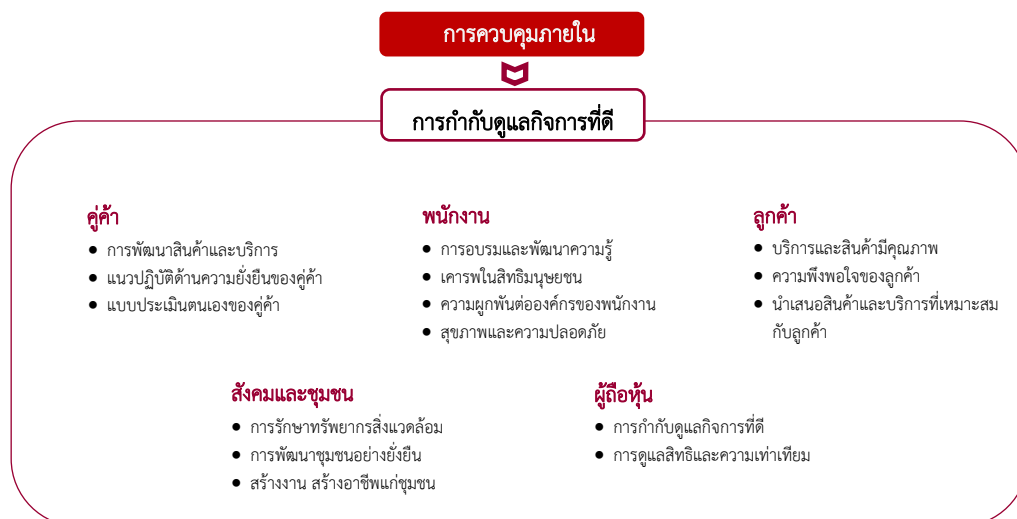 การควบคุมภายใน
การกำกับดูแลกิจการที่ดี
คู่ค้า
● การพัฒนาสินค้าและบริการ
● แนวปฏิบัติด้านความยั่งยืนของคู่ค้า
● แบบประเมินตนเองของคู่ค้า
พนักงาน
● การอบรมและพัฒนาความรู้
● เคารพในสิทธิมนุษยชน
● ความผูกพันต่อองค์กรของพนักงาน
● สุขภาพและความปลอดภัย
ลูกค้า
● บริการและสินค้ามีคุณภาพ
● ความพึงพอใจของลูกค้า
● นำเสนอสินค้าและบริการที่เหมาะสม
กับลูกค้า
สังคมและชุมชน
● การรักษาทรัพยากรสิ่งแวดล้อม
● การพัฒนาชุมชนอย่างยั่งยืน
● สร้างงาน สร้างอาชีพแก่ชุมชน
ผู้ถือหุ้น
● การกำกับดูแลกิจการที่ดี
● การดูแลสิทธิและความเท่าเทียม